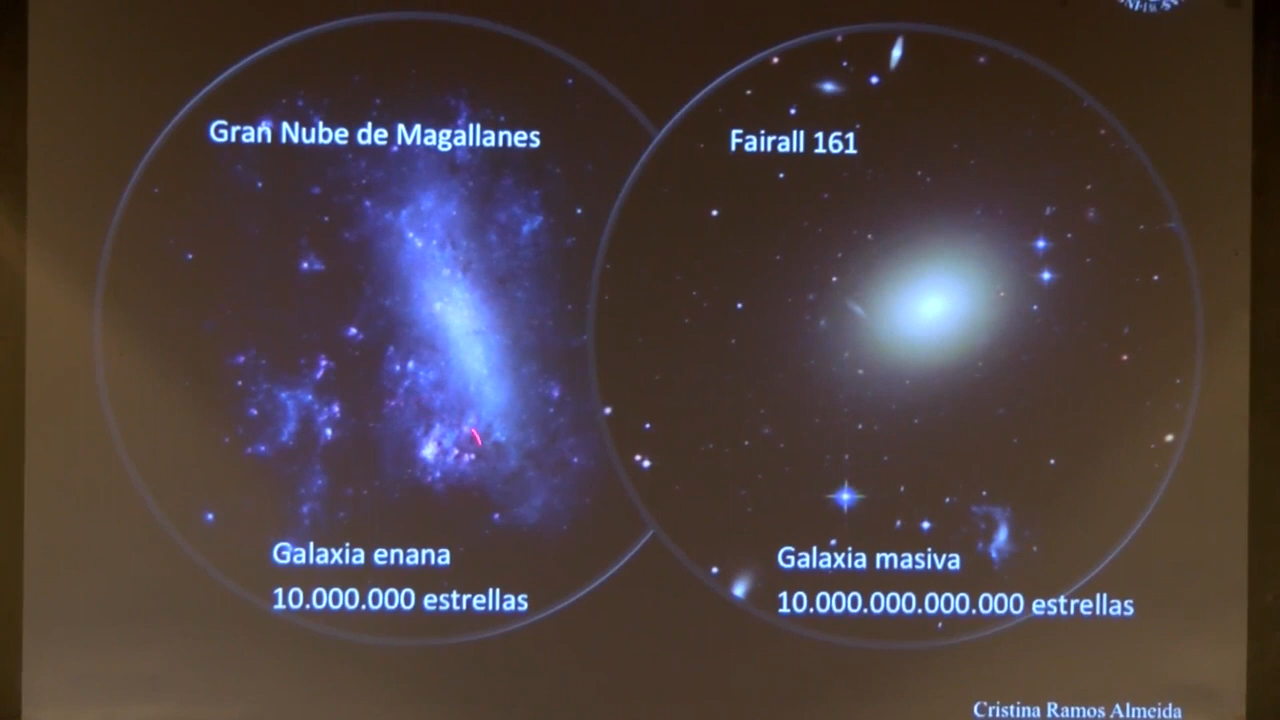 Gran Nube de Magallanes
Fairall 161
Galaxia enana
10.000.000 estrellas
Galaxia masiva
10.000.000.000.000 estrellas
Cristina Ramos Almeida